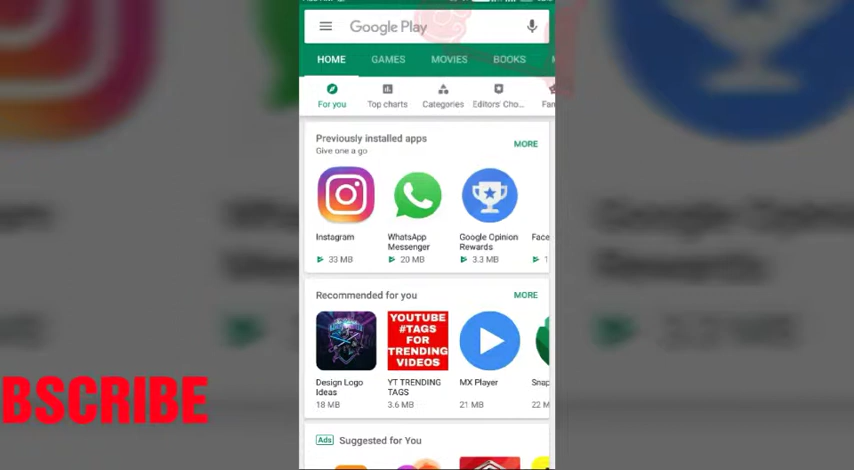 Google Play
HOME GAMES MOVIES BOOKS
For you Top charts Categories Editors' Cho...
Previously installed apps
MORE
Give one a go
Instagram
WhatsApp Messenger
Google Opinion Rewards
Face
33 MB
20 MB
3.3 MB
Recommended for you
MORE
YOUTUBE
#TAGS
FOR
TRENDING
VIDEOS
Design Logo Ideas
YT TRENDING TAGS
MX Player
Snap
18 MB
3.6 MB
21 MB
22 M
Ads Suggested for You
BSCRIBE